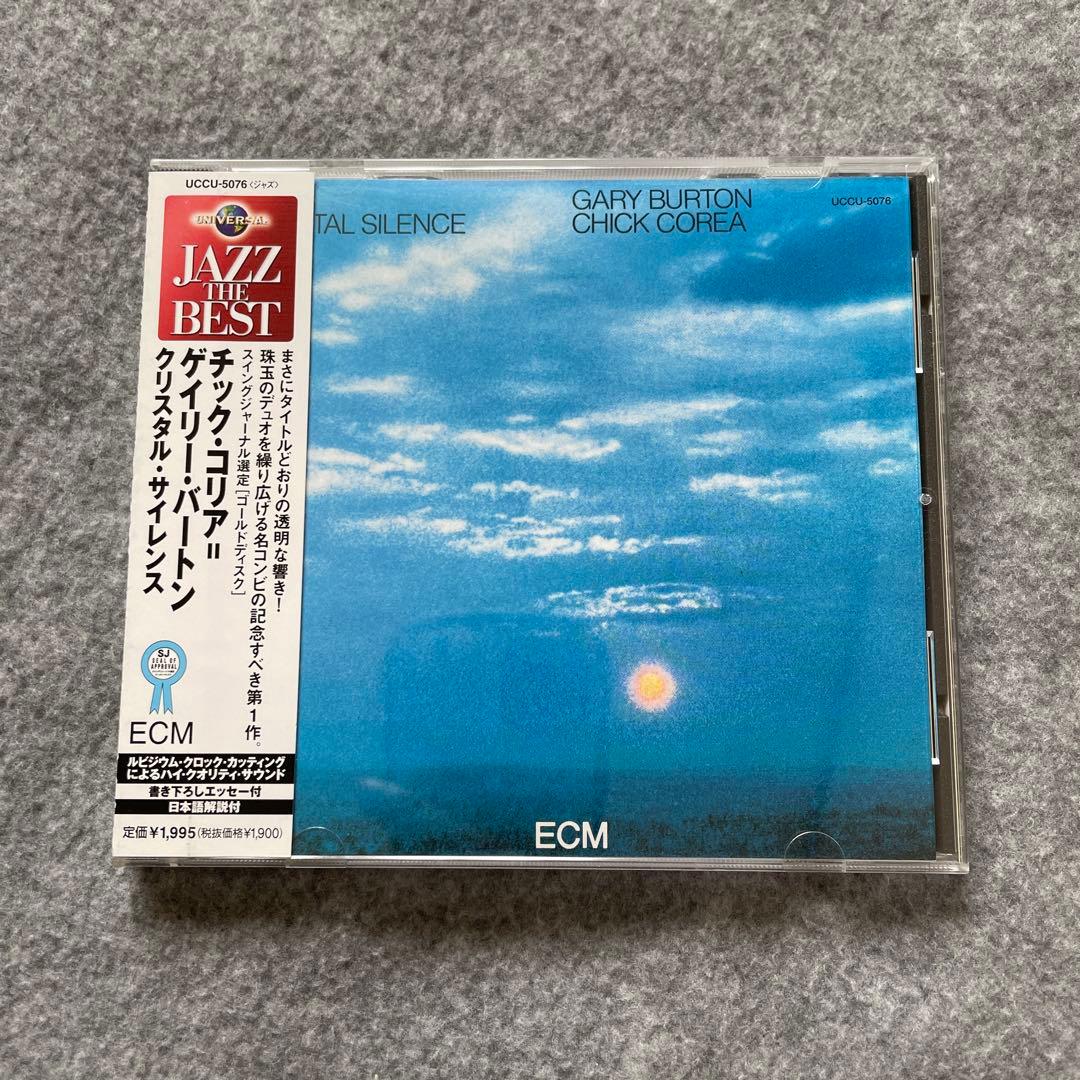 UCCU-5076〈ジャズ〉
UNIVERSAL
JAZZ
THE
BEST
チック・コリア=
ゲイリー・バートン
クリスタル・サイレンス
まさにタイトルどおりの透明な響き!
珠玉のデュオを繰り広げる名コンビの記念すべき第1作。
スイングジャーナル選定[ゴールドディスク]
SJ
SEAL OF
APPROVAL
ECM
ルビジウム・クロック・カッティング
によるハイ・クオリティ・サウンド
書き下ろしエッセー付
日本語解説付
定価¥1,995(税抜価格¥1,900)
TAL SILENCE
GARY BURTON
CHICK COREA
UCCU-5076
ECM